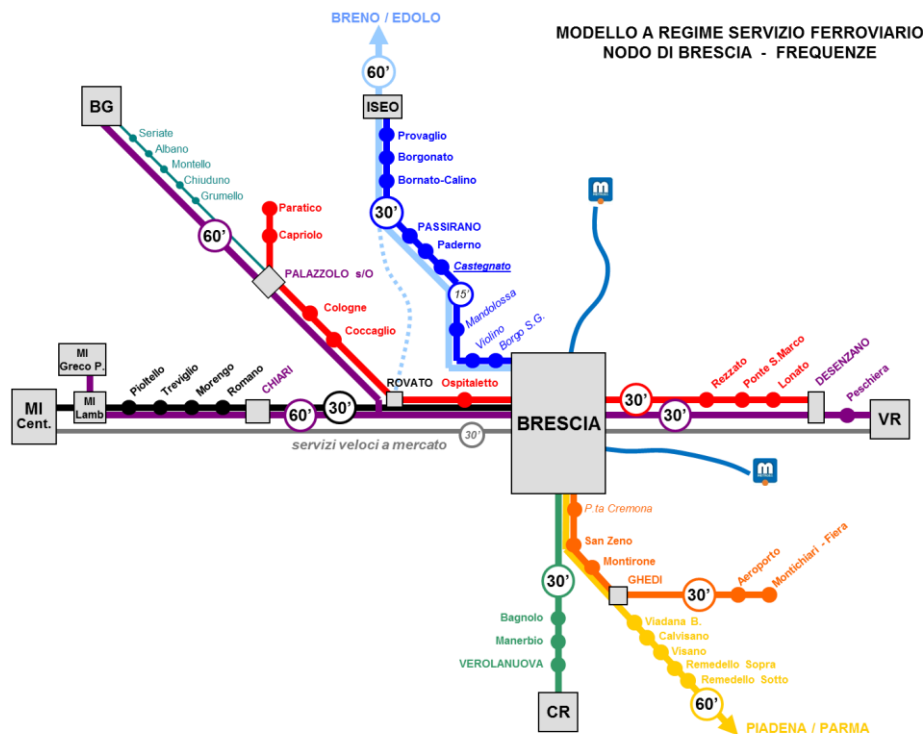 BRENO / EDOLO
MODELLO A REGIME SERVIZIO FERROVIARIO
NODO DI BRESCIA - FREQUENZE
60'
ISEO
BG
Seriate
Albano
Montello
Chiuduno
Grumello
Provaglio
Borgonato
Bornato-Calino
30'
PASSIRANO
Paderno
Castegnato
15'
Mandolossa
Violino
Borgo S.G.
m
Paratico
Capriolo
60'
PALAZZOLO s/O
Cologne
Coccaglio
MI
Greco P.
MI
Cent.
MI
Lamb
Pioltello
Treviglio
Morengo
Romano
CHIARI
60'
30'
ROVATO
Ospitaletto
servizi veloci a mercato
30'
BRESCIA
30'
30'
Rezzato
Ponte S.Marco
Lonato
DESENZANO
Peschiera
VR
m
P.ta Cremona
San Zeno
Montirone
GHEDI
30'
Aeroporto
Montichiari - Fiera
30'
Bagnolo
Manerbio
VEROLANUOVA
CR
Viadana B.
Calvisano
Visano
Remedello Sopra
Remedello Sotto
60'
PIADENA / PARMA